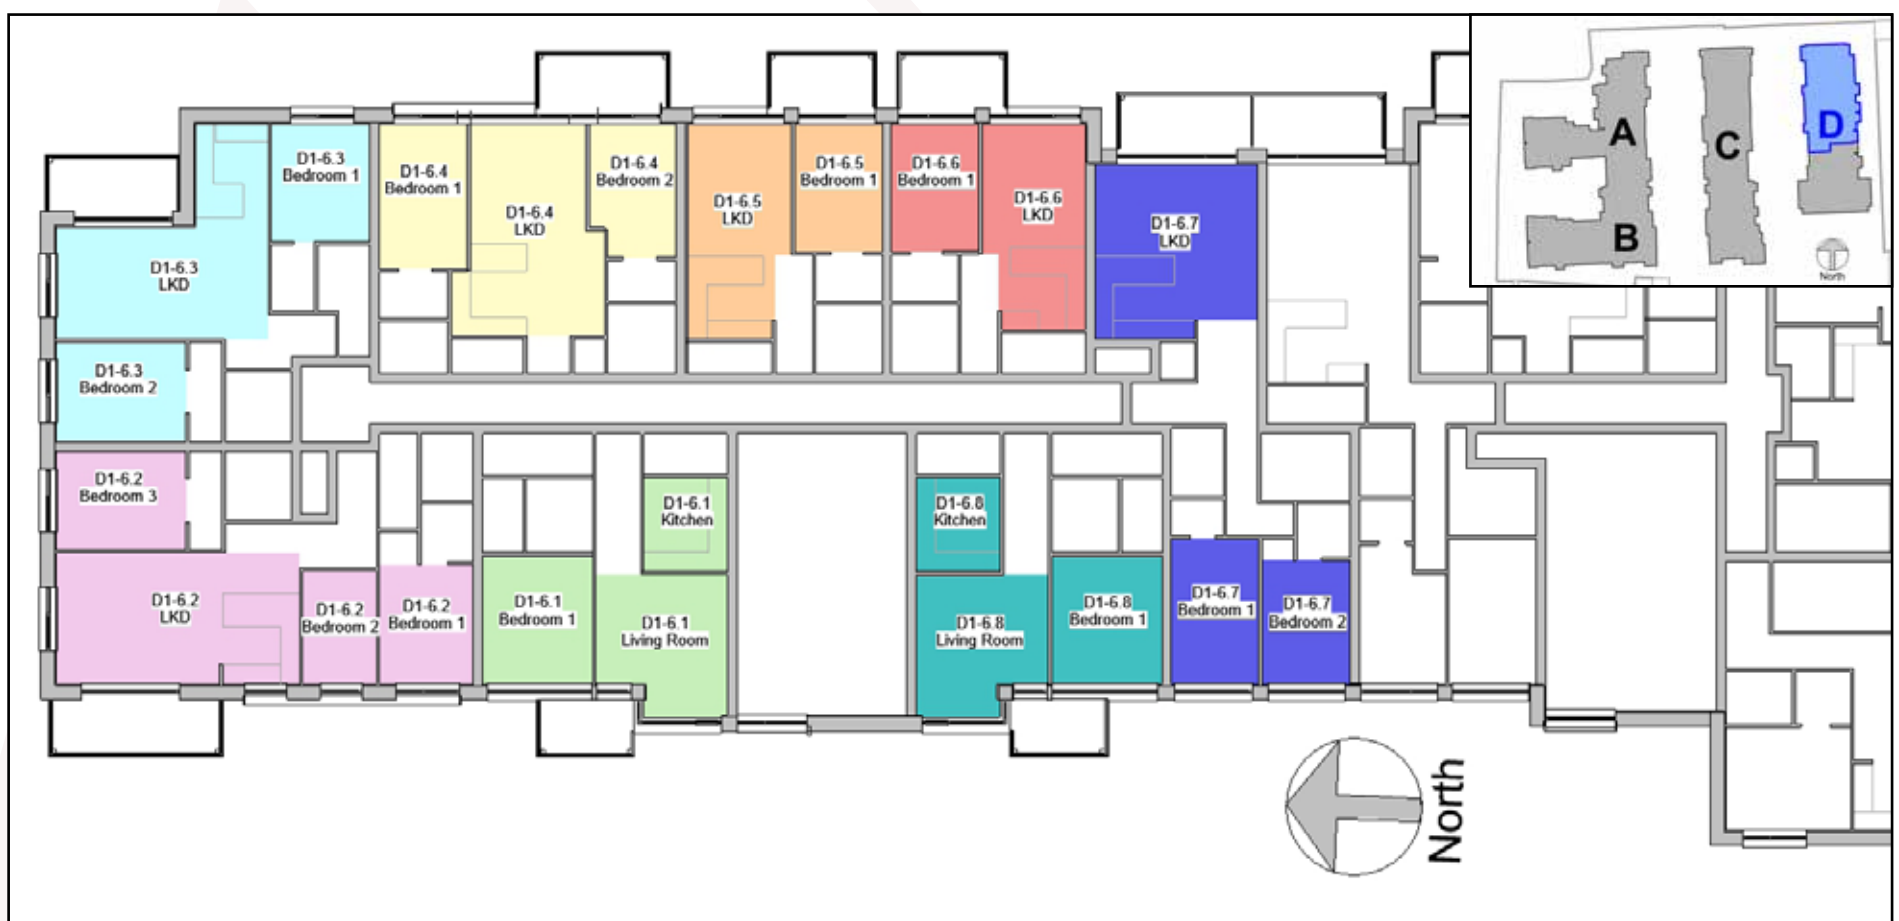 D1-6.3
Bedroom 1
D1-6.4
Bedroom 1
D1-6.4
LKD
D1-6.4
Bedroom 2
D1-6.5
LKD
D1-6.5
Bedroom 1
D1-6.6
Bedroom 1
D1-6.6
LKD
D1-6.7
LKD
D1-6.3
LKD
D1-6.3
Bedroom 2
D1-6.2
Bedroom 3
D1-6.2
LKD
D1-6.2
Bedroom 2
D1-6.2
Bedroom 1
D1-6.1
Bedroom 1
D1-6.1
Kitchen
D1-6.1
Living Room
D1-6.8
Kitchen
D1-6.8
Living Room
D1-6.8
Bedroom 1
D1-6.7
Bedroom 1
D1-6.7
Bedroom 2
A
B
C
D
North
North